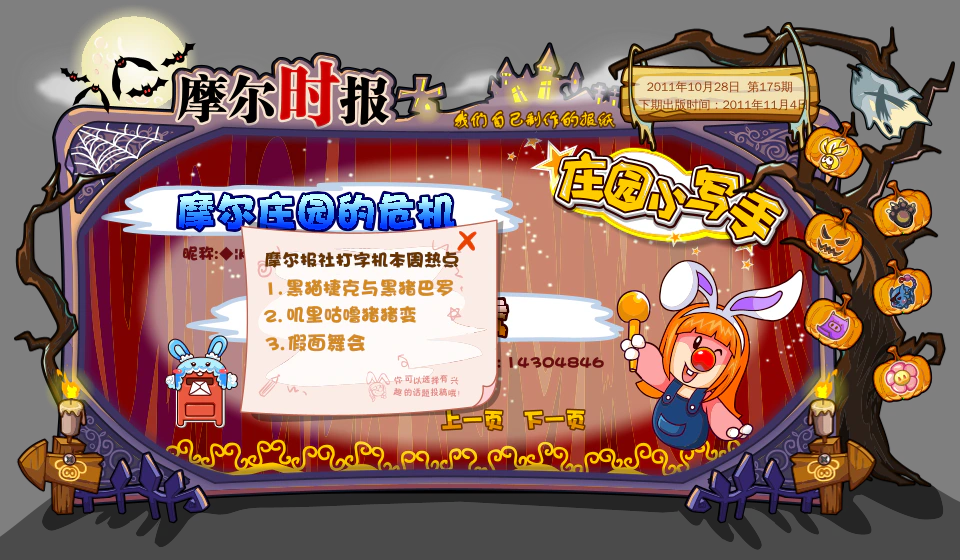 摩尔时报
我们自己制作的报纸
2011年10月28日 第175期
下期出版时间：2011年11月4日
庄园小写手
摩尔庄园的危机
昵称:
摩尔报社打字机本周热点
1.黑猫捷克与黑猪巴罗
2.叽里咕噜猪猪变
3.假面舞会
你可以选择有兴
趣的话题投稿哦!
:14304846
上一页 下一页